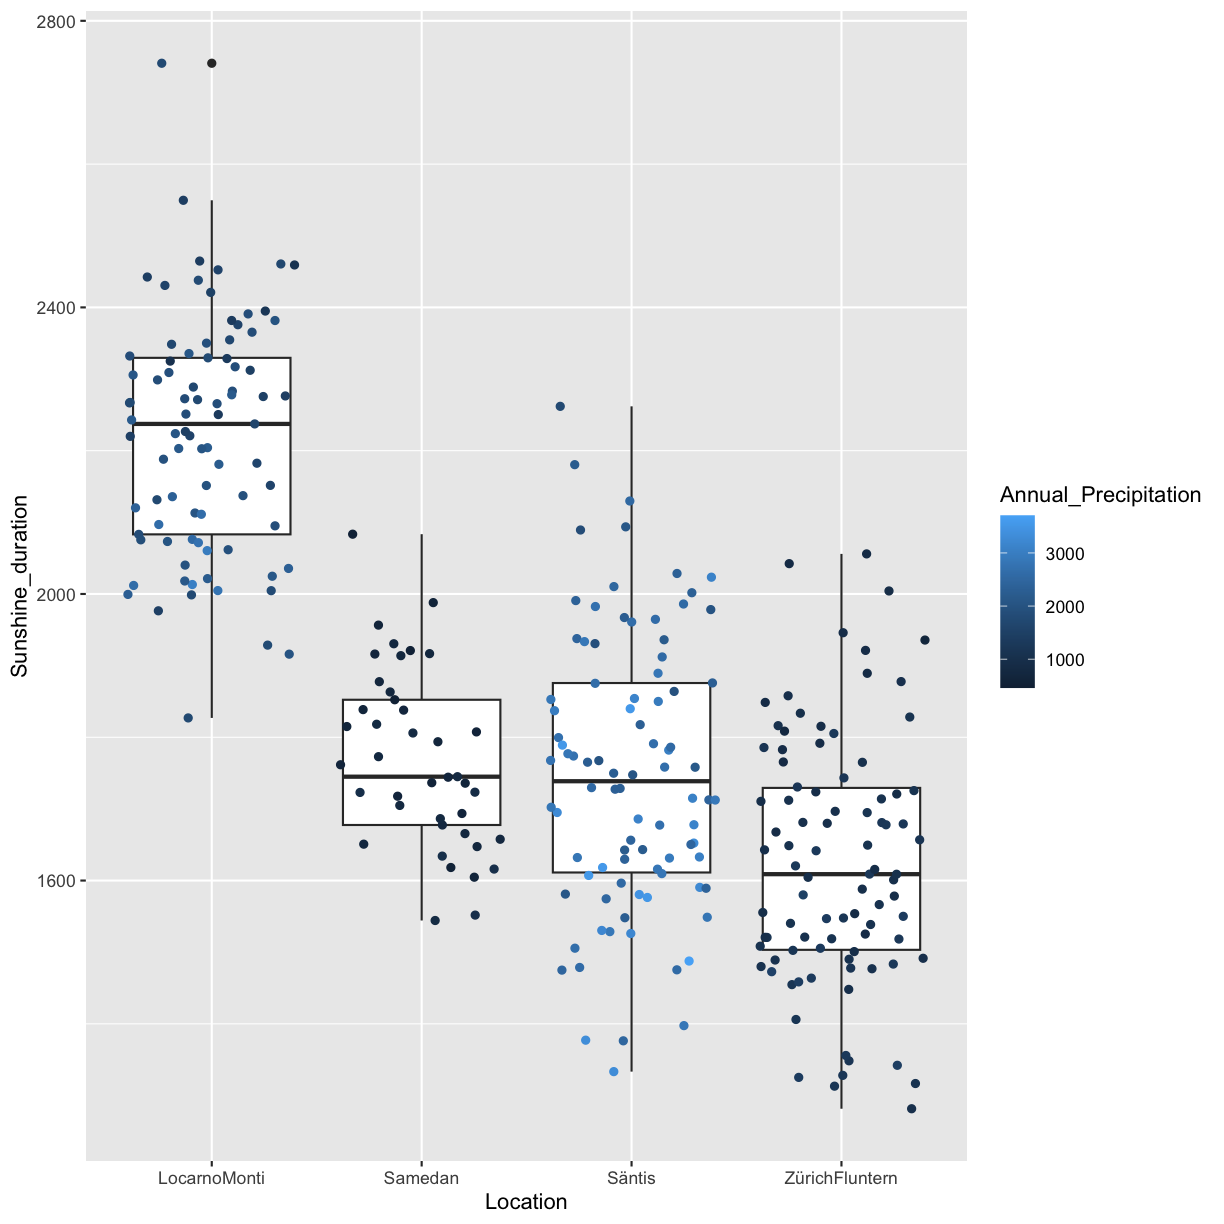 2800
2400
2000
1600
Sunshine_duration
LocarnoMonti
Samedan
Säntis
ZürichFluntern
Location
Annual_Precipitation
3000
2000
1000